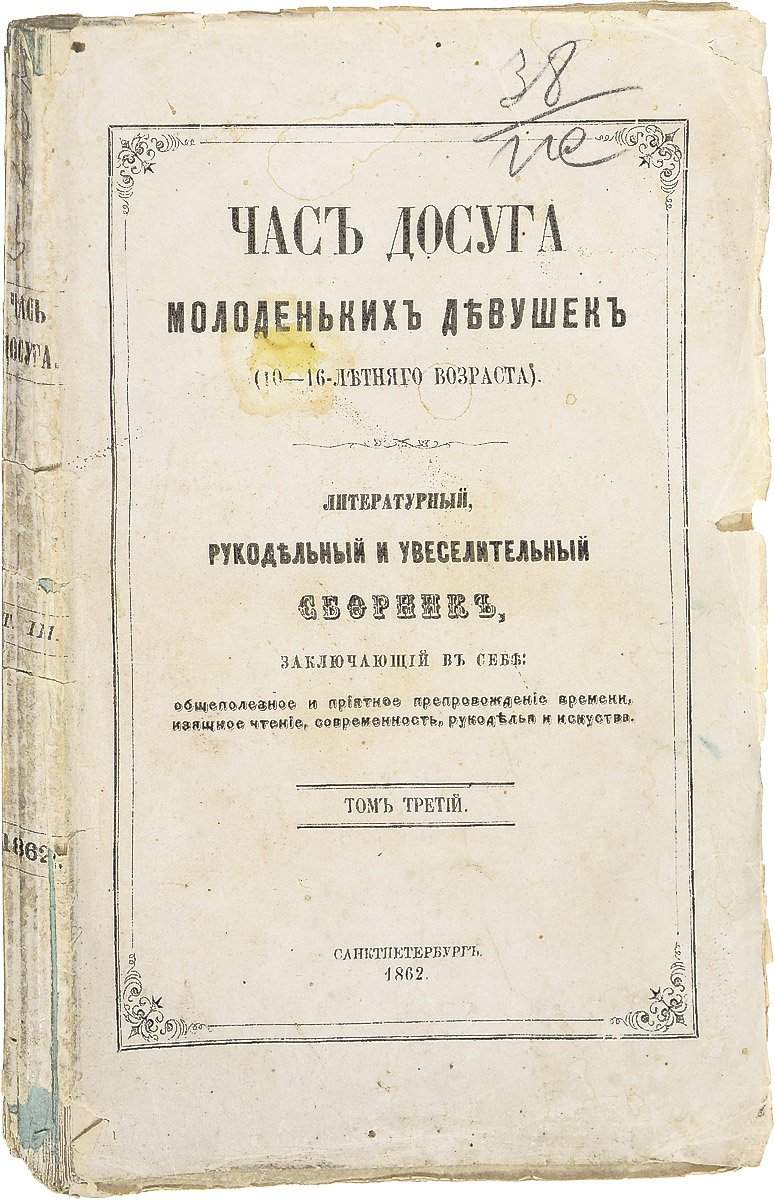 38
ЧАСЪ ДОСУГА
МОЛОДЕНЬКИХЪ ДѢВУШЕКЪ
(10—16-ЛѢТНЯГО ВОЗРАСТА).
ЛИТЕРАТУРНЫЙ,
РУКОДѢЛЬНЫЙ И УВЕСЕЛИТЕЛЬНЫЙ
СБОРНИКЪ,
ЗАКЛЮЧАЮЩІЙ ВЪ СЕБѢ:
общеполезное и пріятное препровожденіе времени,
изящное чтеніе, современность, рукодѣлья и искуства.
ТОМЪ ТРЕТІЙ.
САНКТПЕТЕРБУРГЪ.
1862.
ЧАСЪ
ДОСУГА.
Т. III.
1862.